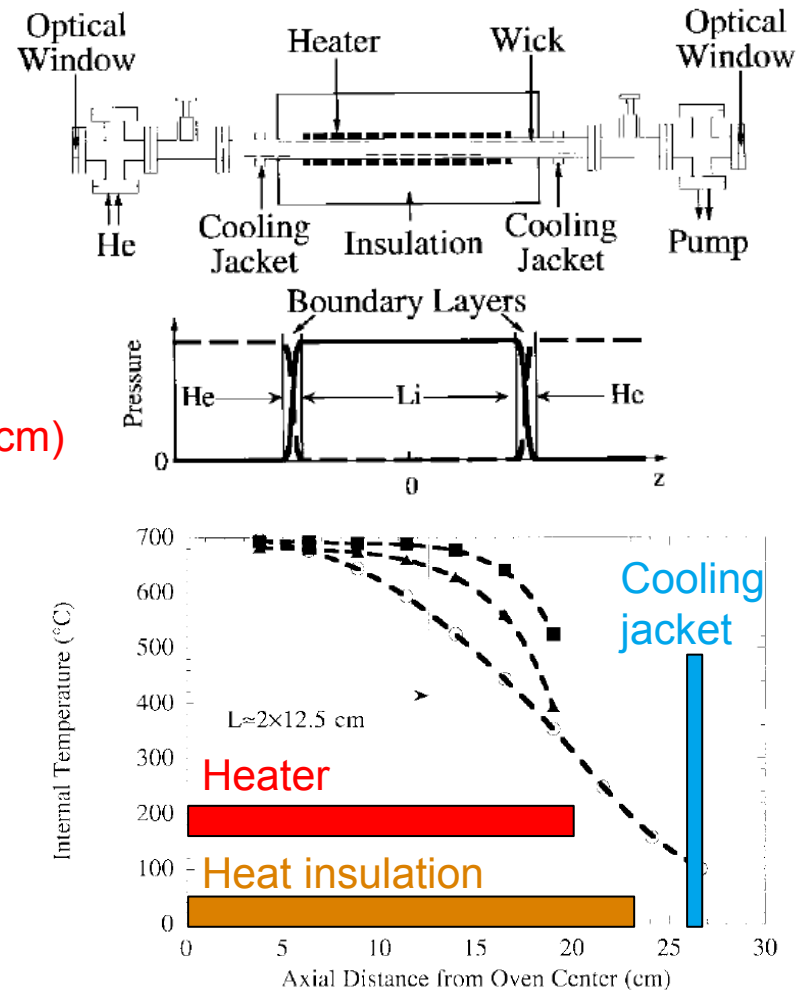 Optical
Window
Heater
Wick
Optical
Window
He
Cooling
Jacket
Insulation
Cooling
Jacket
Pump
Boundary Layers
Pressure
He
Li
He
0
0
z
cm)
700
600
500
400
300
200
100
0
Internal Temperature (°C)
Cooling
jacket
L≈2×12.5 cm
Heater
Heat insulation
0 5 10 15 20 25 30
Axial Distance from Oven Center (cm)